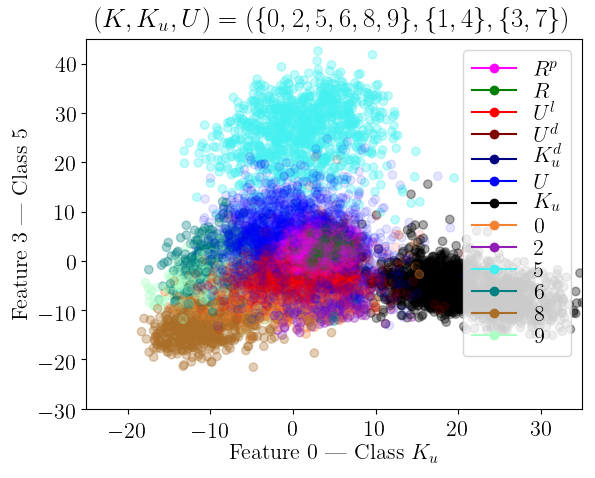 (K, K_u, U) = ({0, 2, 5, 6, 8, 9}, {1, 4}, {3, 7})
40
30
20
10
0
−10
−20
−30
Feature 3 — Class 5
R^p
R
U^l
U^d
K_u^d
U
K_u
0
2
5
6
8
9
−20 −10 0 10 20 30
Feature 0 — Class K_u